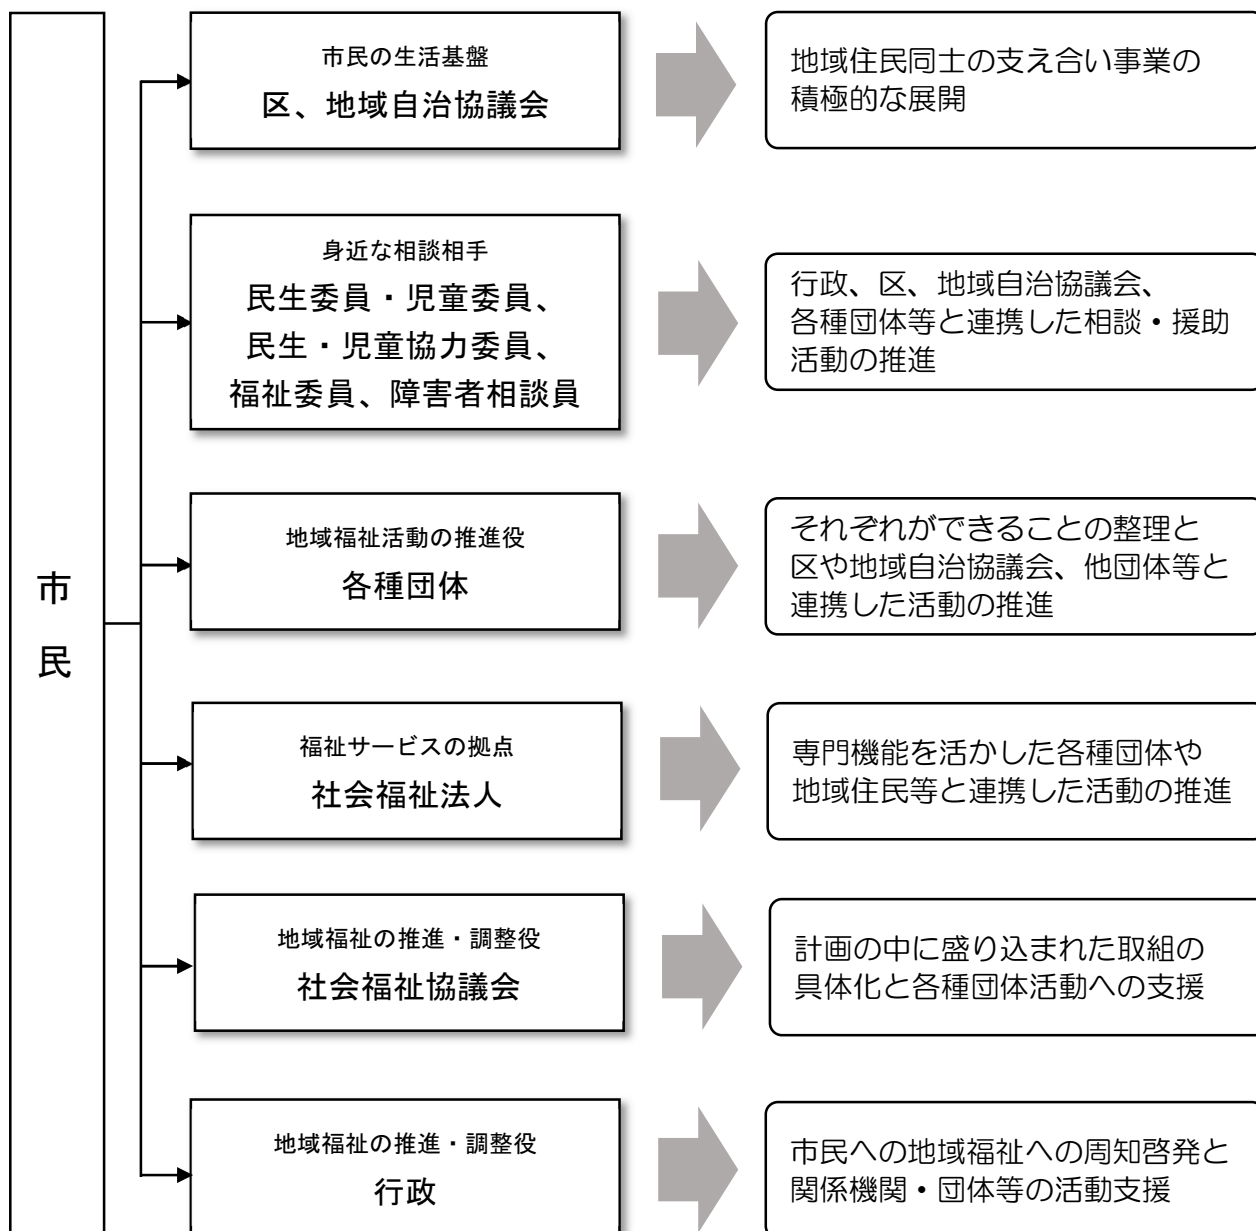 市民
市民の生活基盤
区、地域自治協議会
地域住民同士の支え合い事業の
積極的な展開
身近な相談相手
民生委員・児童委員、
民生・児童協力委員、
福祉委員、障害者相談員
行政、区、地域自治協議会、
各種団体等と連携した相談・援助
活動の推進
地域福祉活動の推進役
各種団体
それぞれができることの整理と
区や地域自治協議会、他団体等と
連携した活動の推進
福祉サービスの拠点
社会福祉法人
専門機能を活かした各種団体や
地域住民等と連携した活動の推進
地域福祉の推進・調整役
社会福祉協議会
計画の中に盛り込まれた取組の
具体化と各種団体活動への支援
地域福祉の推進・調整役
行政
市民への地域福祉への周知啓発と
関係機関・団体等の活動支援